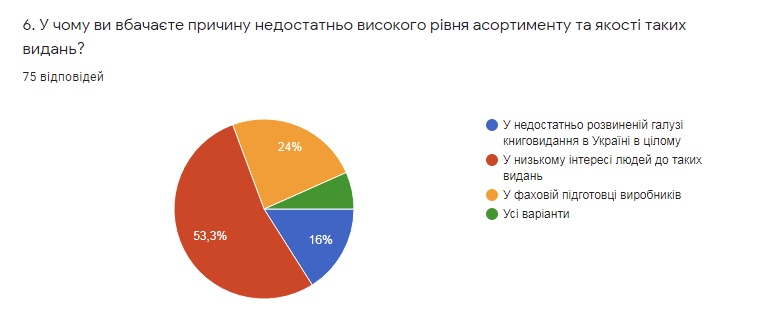 6. У чому ви вбачаєте причину недостатньо високого рівня асортименту та якості таких
видань?
75 відповідей
24%
53,3%
16%
У недостатньо розвиненій галузі
книговидання в Україні в цілому
У низькому інтересі людей до таких
видань
У фаховій підготовці виробників
Усі варіанти